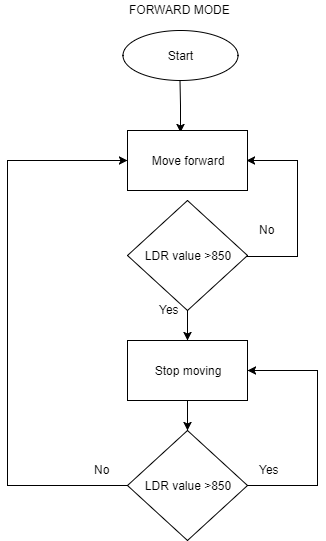 FORWARD MODE
Start
Move forward
No
LDR value >850
Yes
Stop moving
No
Yes
LDR value >850